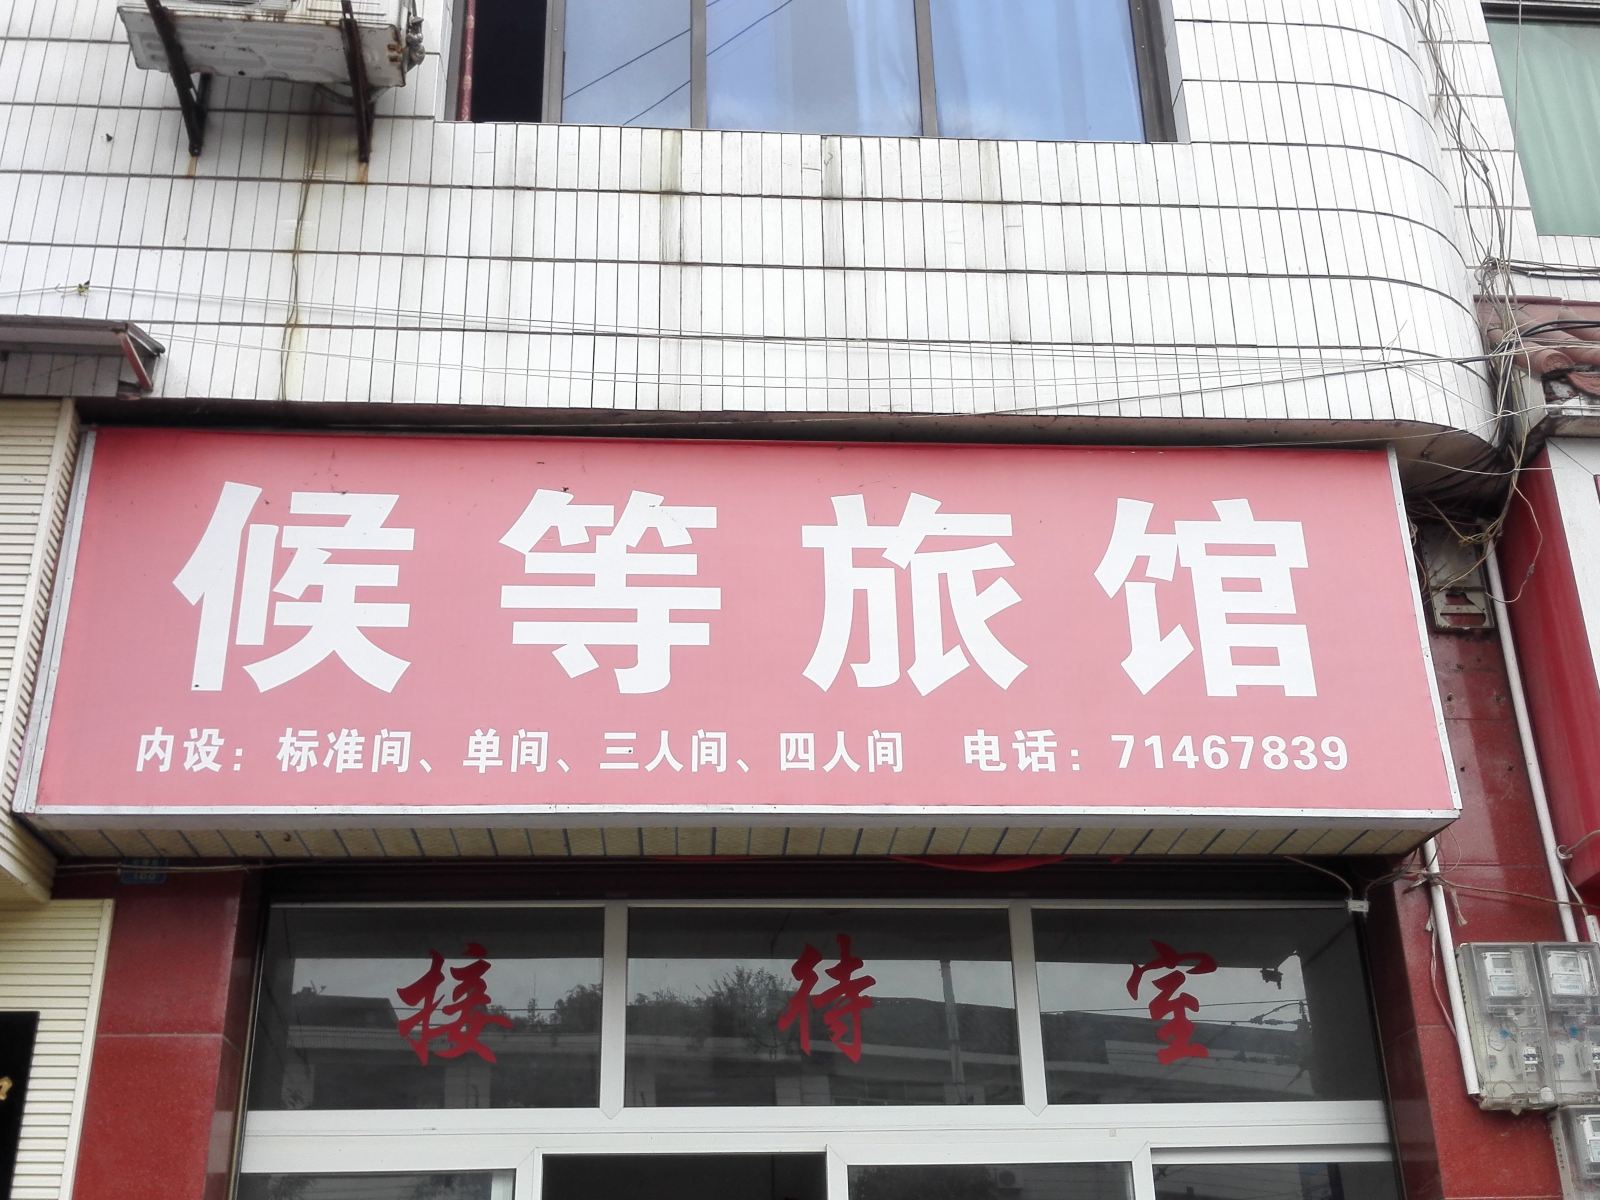 候等旅馆
内设：标准间、单间、三人间、四人间 电话：71467839
接待室